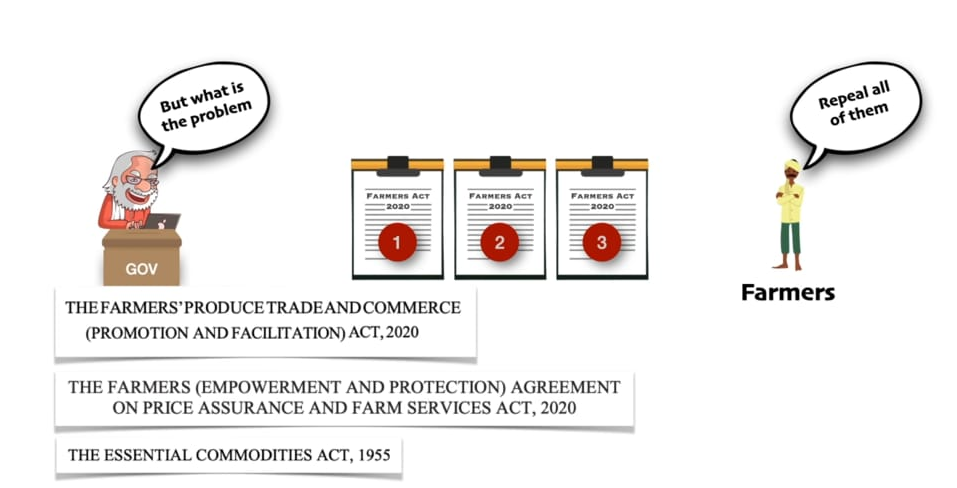 But what is
the problem
Repeal all
of them
FARMERS ACT
2020
1
FARMERS ACT
2020
2
FARMERS ACT
2020
3
GOV
Farmers
THE FARMERS' PRODUCE TRADE AND COMMERCE
(PROMOTION AND FACILITATION) ACT, 2020
THE FARMERS (EMPOWERMENT AND PROTECTION) AGREEMENT
ON PRICE ASSURANCE AND FARM SERVICES ACT, 2020
THE ESSENTIAL COMMODITIES ACT, 1955